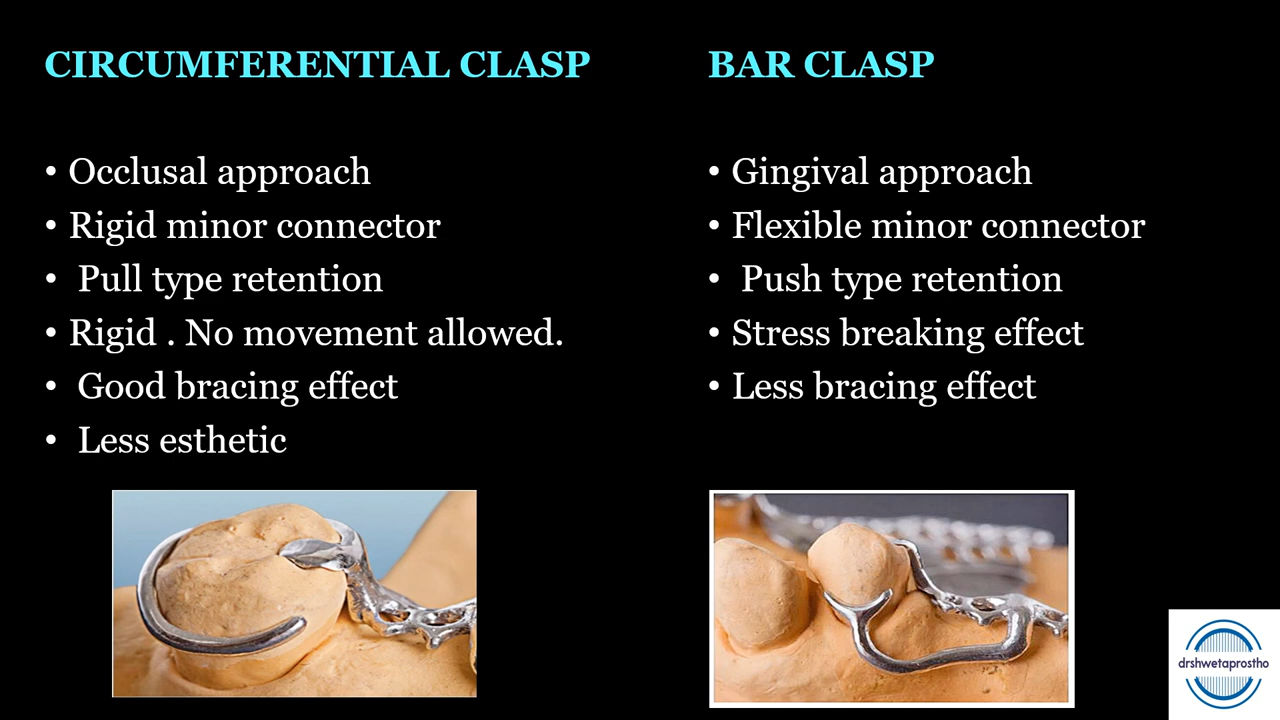 CIRCUMFERENTIAL CLASP
• Occlusal approach
• Rigid minor connector
• Pull type retention
• Rigid . No movement allowed.
• Good bracing effect
• Less esthetic
BAR CLASP
• Gingival approach
• Flexible minor connector
• Push type retention
• Stress breaking effect
• Less bracing effect
drshwetaprostho